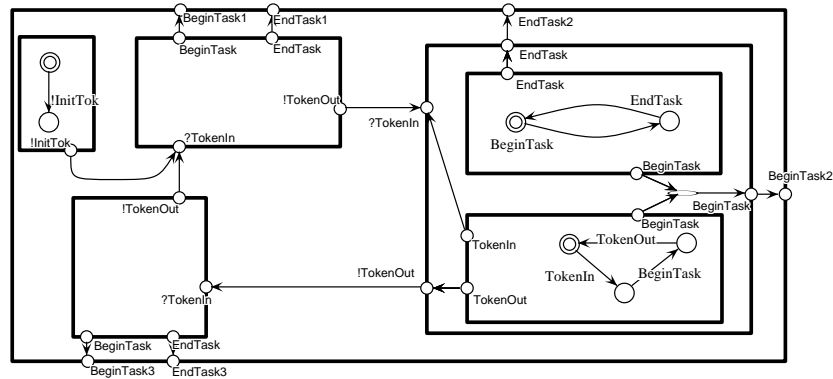 BeginTask1
EndTask1
EndTask2
BeginTask
EndTask
EndTask
!InitTok
!TokenOut
EndTask
EndTask
?TokenIn
BeginTask
!InitTok
?TokenIn
BeginTask
BeginTask2
BeginTask
!TokenOut
BeginTask
TokenIn
TokenOut
!TokenOut
TokenIn
BeginTask
?TokenIn
TokenOut
BeginTask
EndTask
BeginTask3
EndTask3